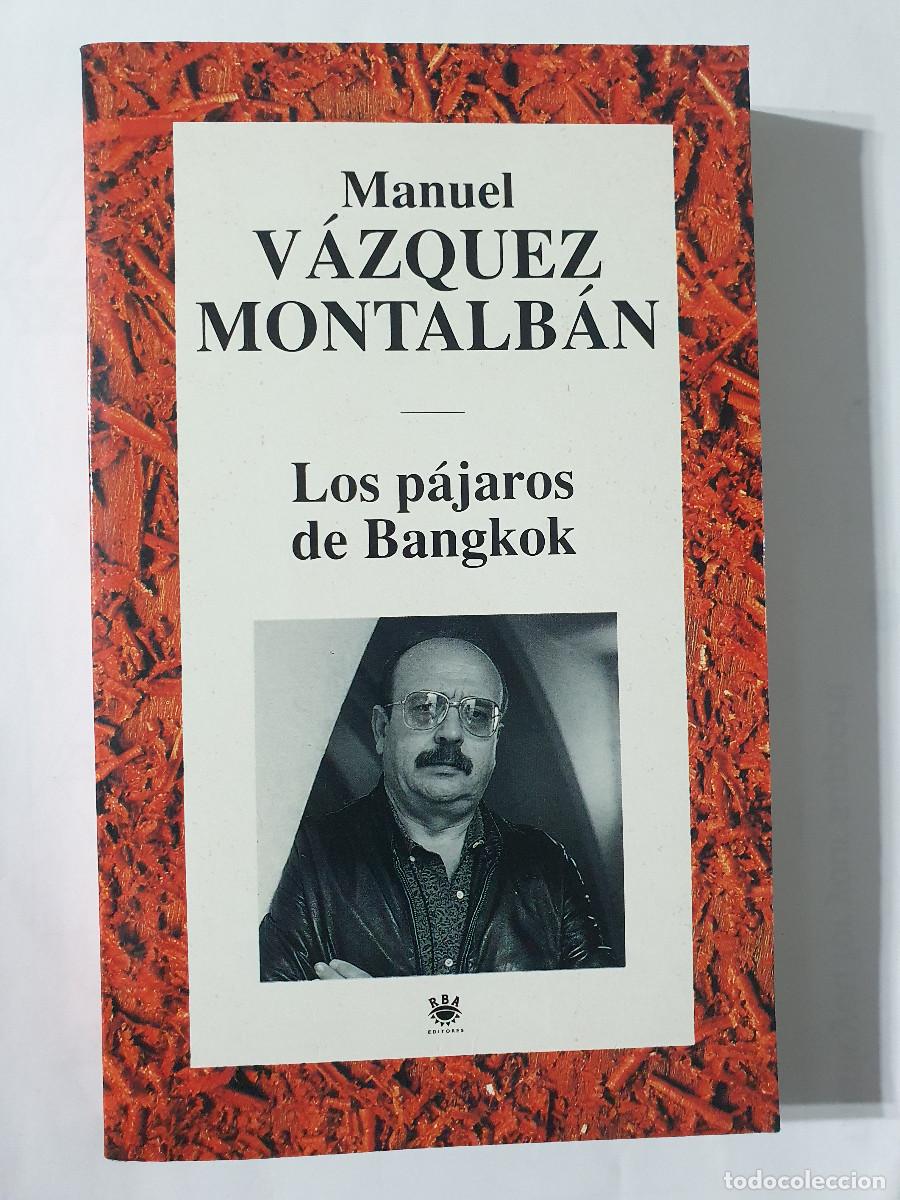 Manuel
VÁZQUEZ
MONTALBÁN
Los pájaros
de Bangkok
RBA
EDITORES
todocoleccion